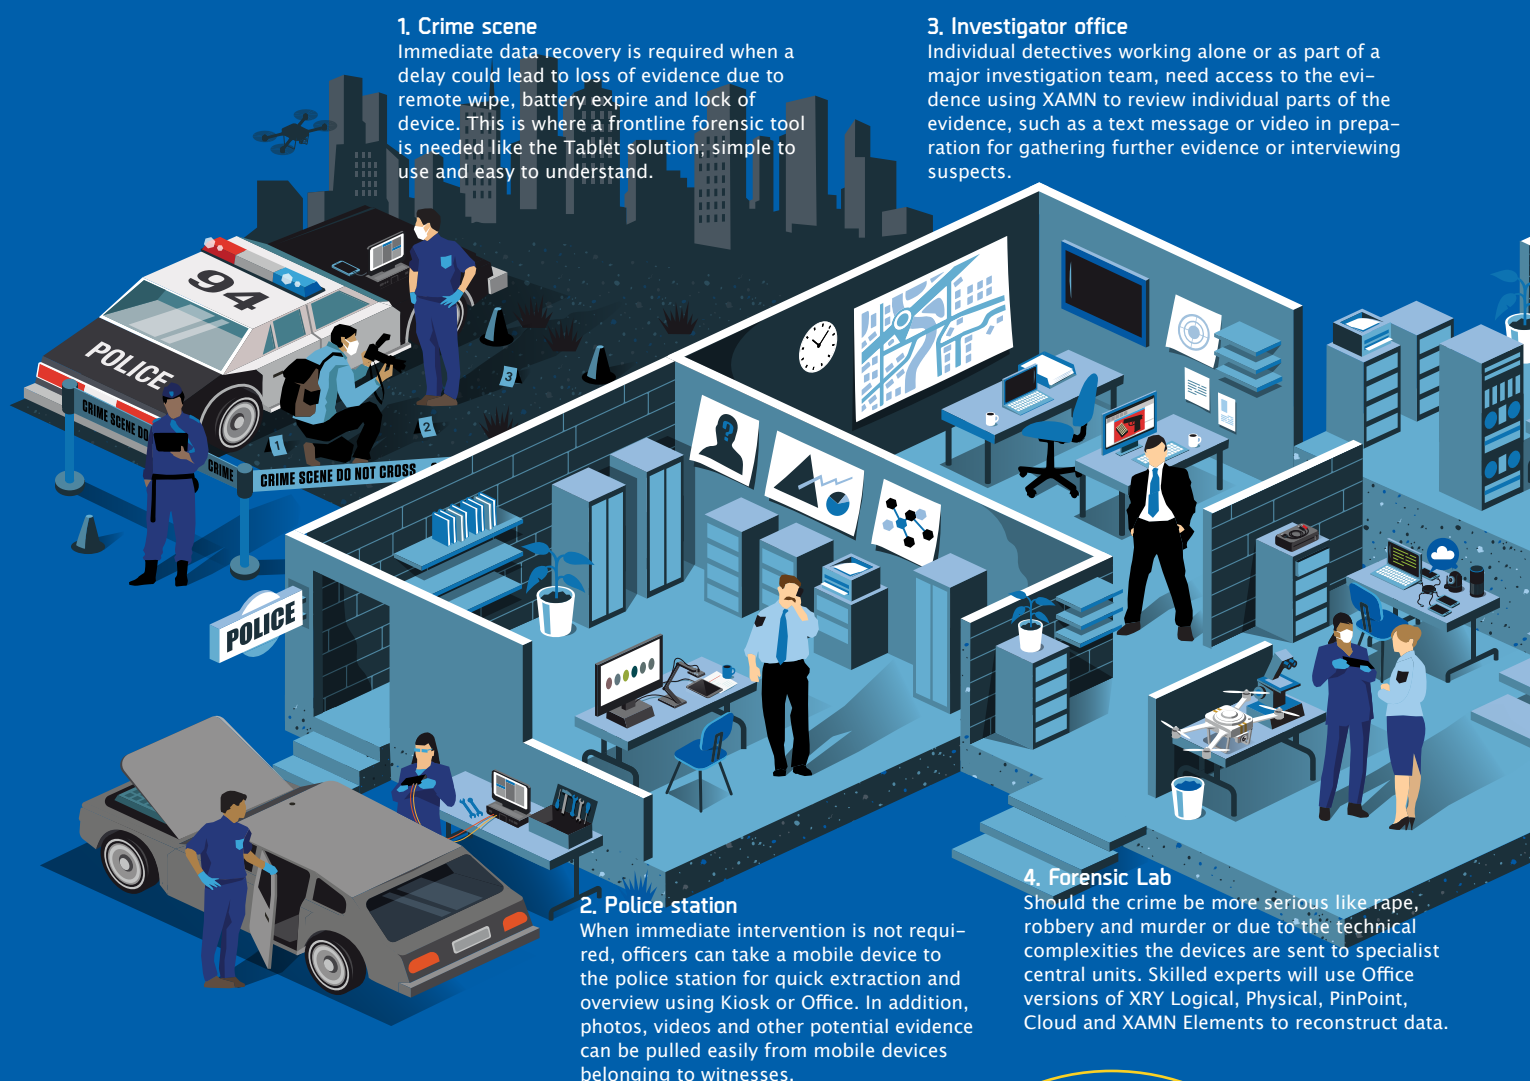 1. Crime scene
Immediate data recovery is required when a
delay could lead to loss of evidence due to
remote wipe, battery expire and lock of
device. This is where a frontline forensic tool
is needed like the Tablet solution; simple to
use and easy to understand.
3. Investigator office
Individual detectives working alone or as part of a
major investigation team, need access to the evi-
dence using XAMN to review individual parts of the
evidence, such as a text message or video in prepa-
ration for gathering further evidence or interviewing
suspects.
94
POLICE
CRIME SCENE DO
CRIME
CRIME SCENE DO NOT CROSS
1
2
3
POLICE
?
2. Police station
When immediate intervention is not requi-
red, officers can take a mobile device to
the police station for quick extraction and
overview using Kiosk or Office. In addition,
photos, videos and other potential evidence
can be pulled easily from mobile devices
belonging to witnesses.
4. Forensic Lab
Should the crime be more serious like rape,
robbery and murder or due to the technical
complexities the devices are sent to specialist
central units. Skilled experts will use Office
versions of XRY Logical, Physical, PinPoint,
Cloud and XAMN Elements to reconstruct data.